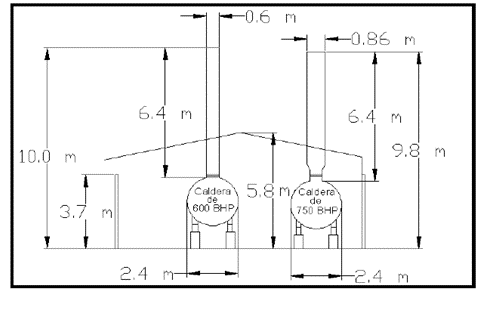 0.6 m
0.86 m
6.4 m
6.4 m
10.0 m
9.8 m
3.7 m
5.8 m
Caldera
de
600 BHP
Caldera
de
750 BHP
2.4 m
2.4 m